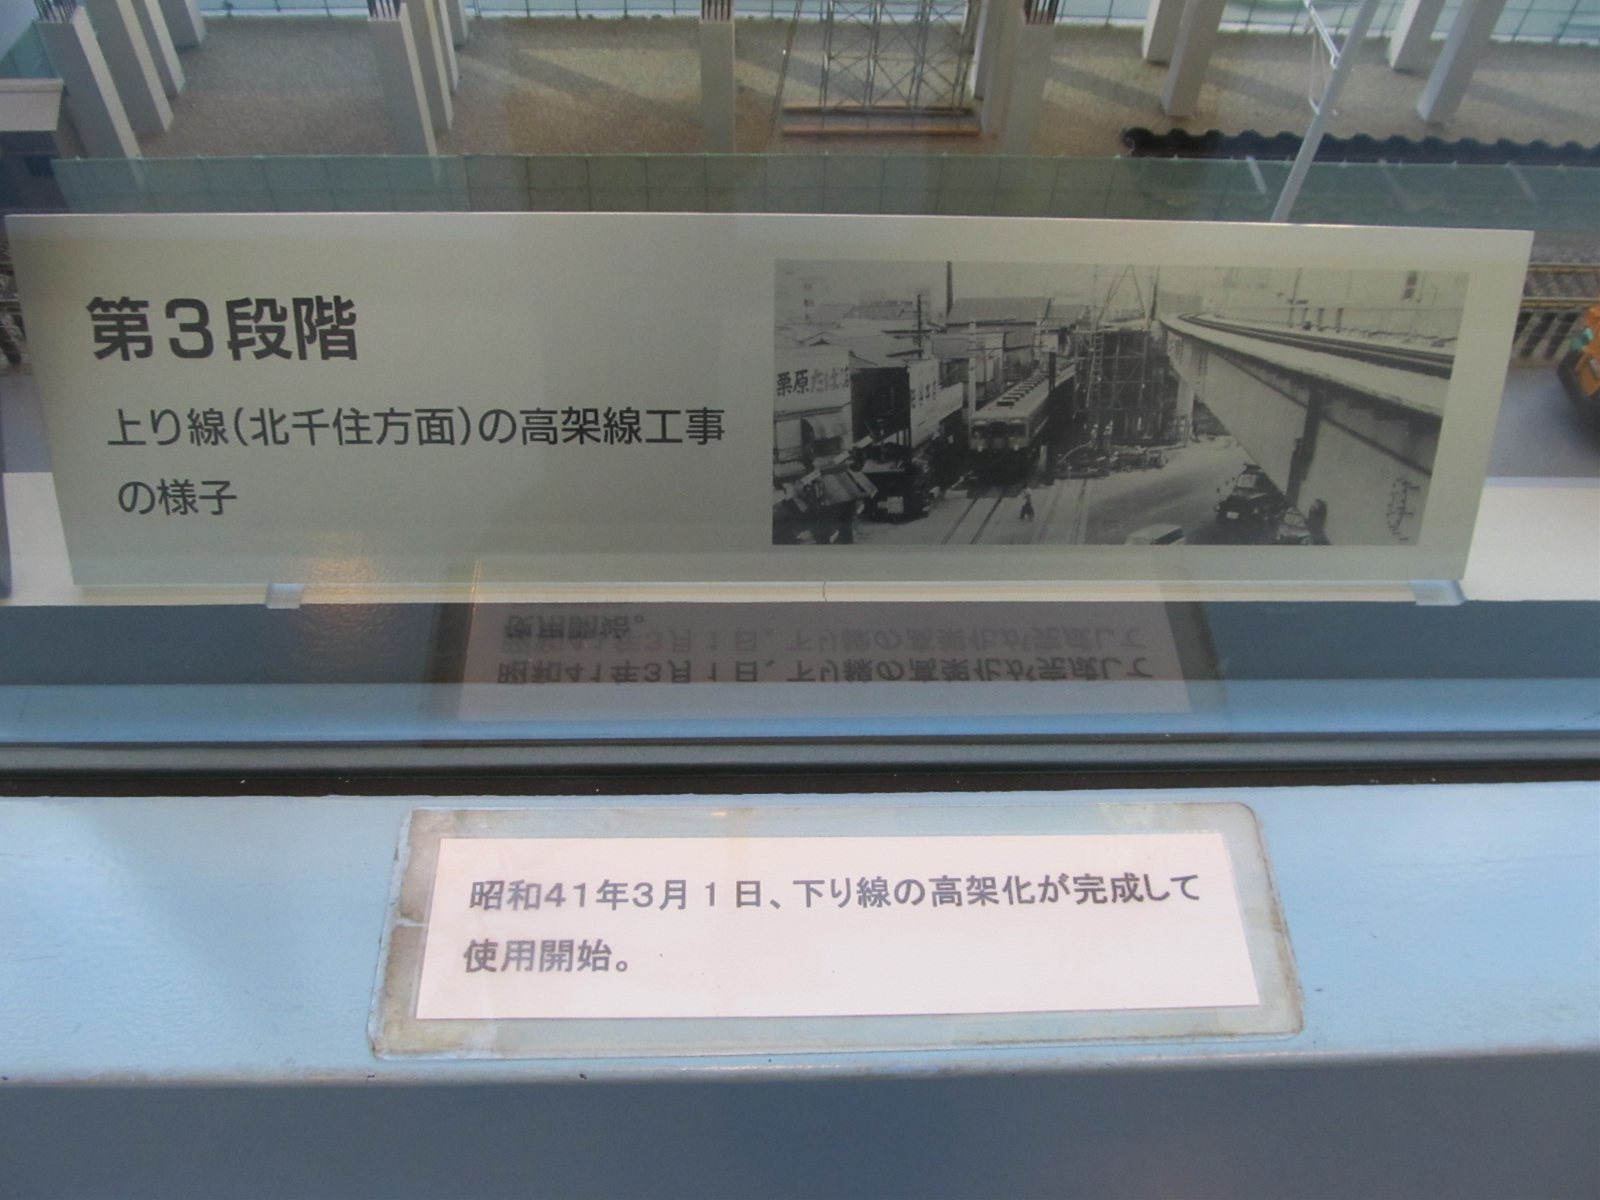 第３段階
上り線（北千住方面）の高架線工事
の様子
栗原たばこ
昭和41年3月1日、下り線の高架化が完成して
使用開始。